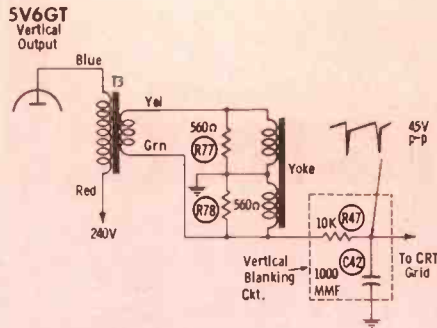 5V6GT
Vertical
Output
Blue
T3
Yel
Grn
Red
240V
560Ω
R77
R78
560Ω
Yoke
45V
p-p
10K
R47
C42
1000
MMF
Vertical
Blanking
Ckt.
To CRT
Grid